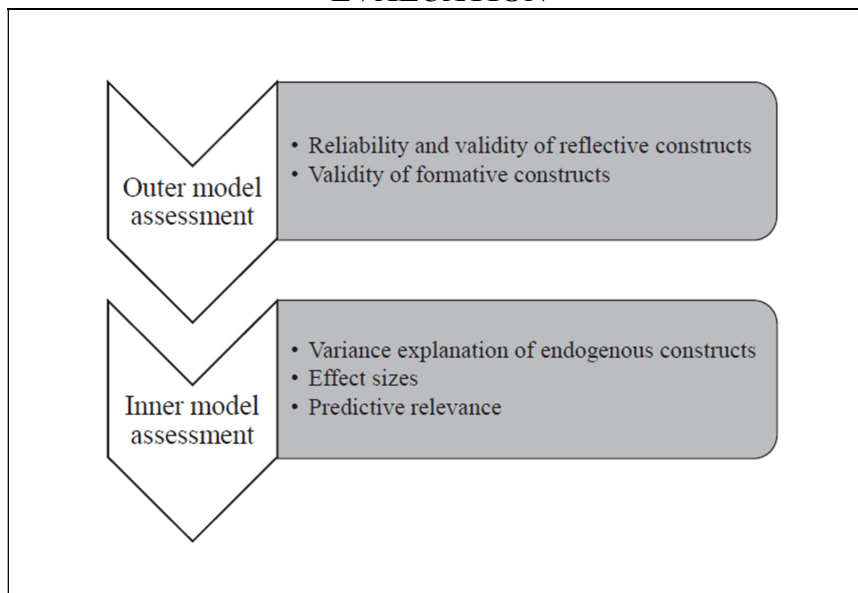 EVALUATION
Outer model
assessment
• Reliability and validity of reflective constructs
• Validity of formative constructs
Inner model
assessment
• Variance explanation of endogenous constructs
• Effect sizes
• Predictive relevance